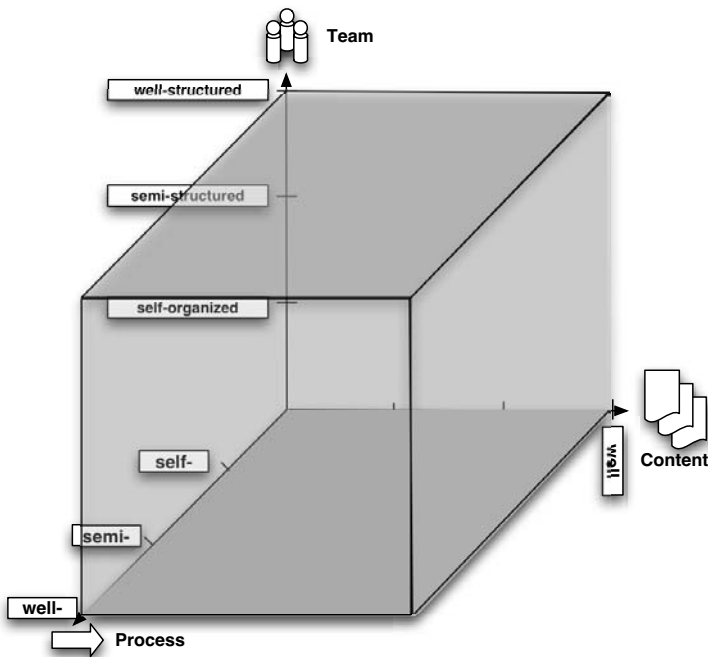 Team
well-structured
semi-structured
self-organized
self-
well
Content
semi-
well-
Process